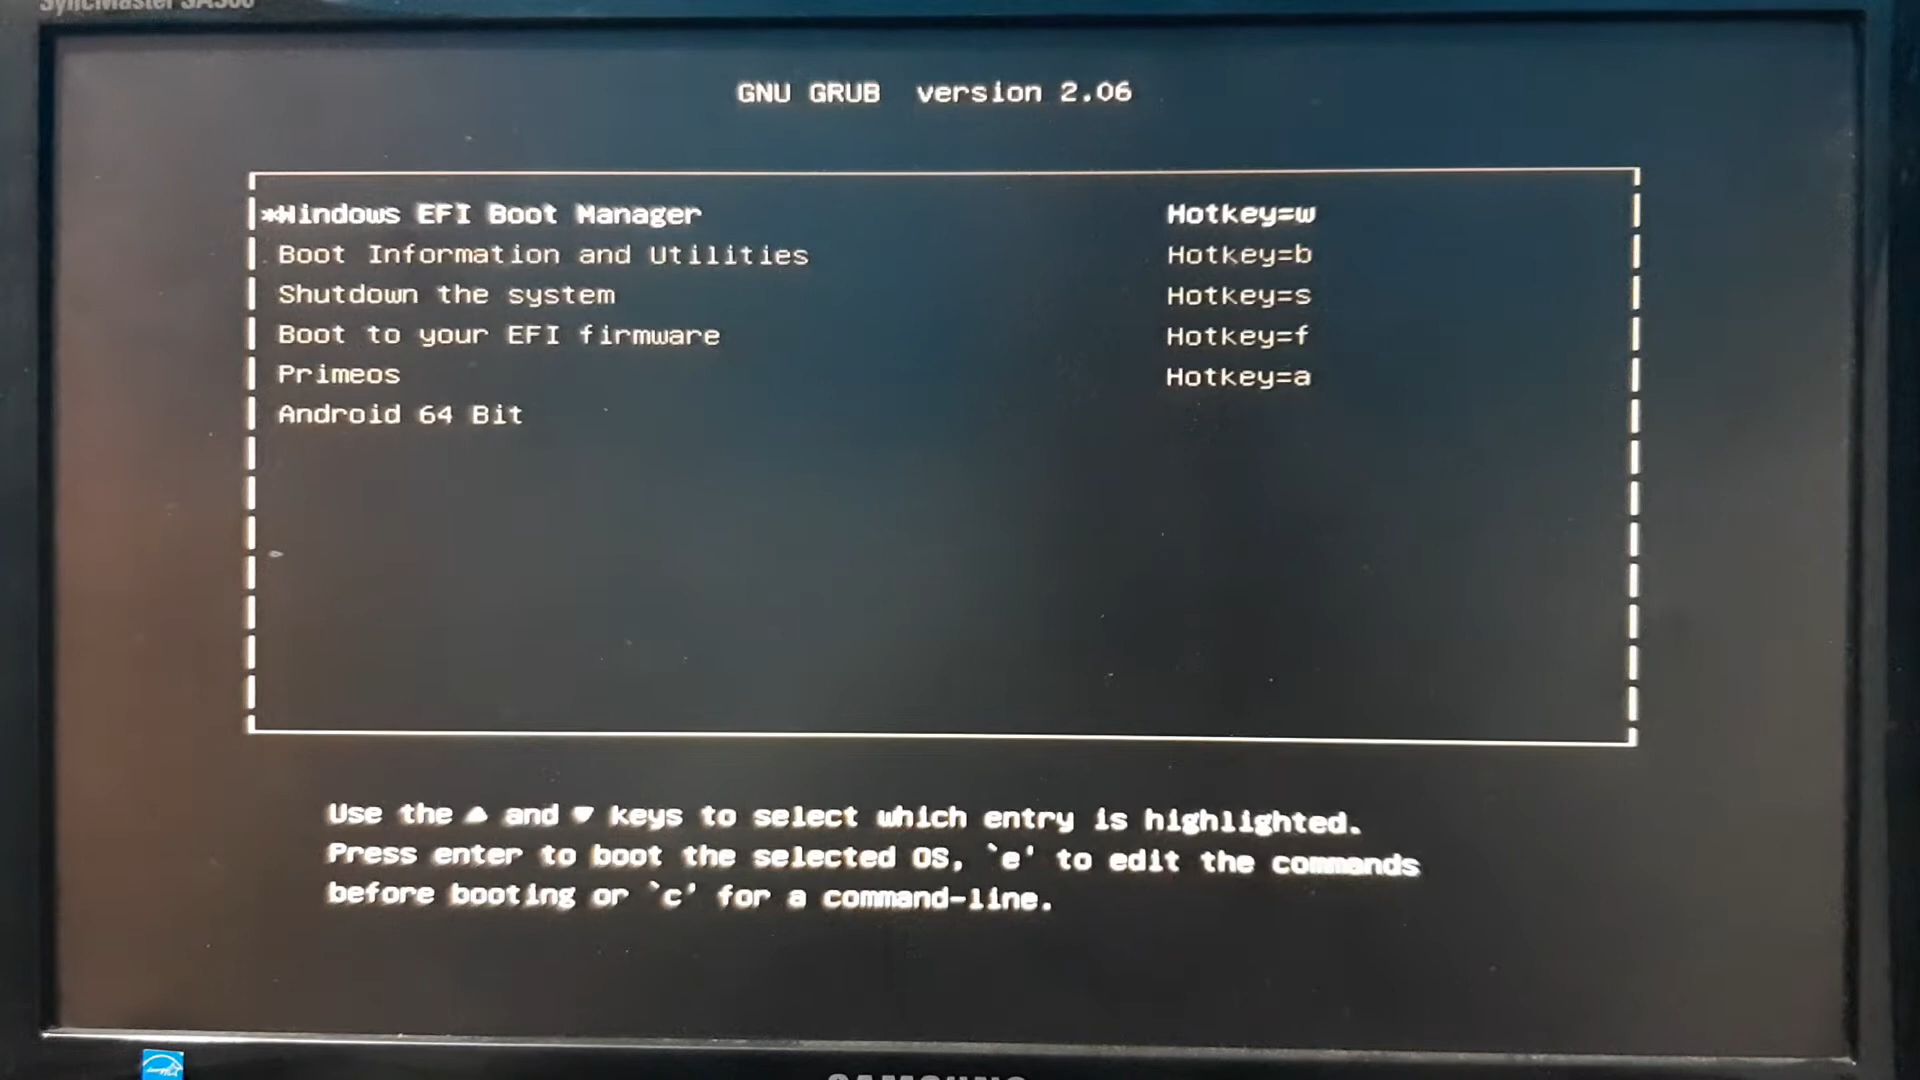 SyncMaster SA300
GNU GRUB version 2.06
*Windows EFI Boot Manager Hotkey=w
Boot Information and Utilities Hotkey=b
Shutdown the system Hotkey=s
Boot to your EFI firmware Hotkey=f
Primeos Hotkey=a
Android 64 Bit
Use the ▲ and ▼ keys to select which entry is highlighted.
Press enter to boot the selected OS, `e' to edit the commands
before booting or `c' for a command-line.
SAMSUNG